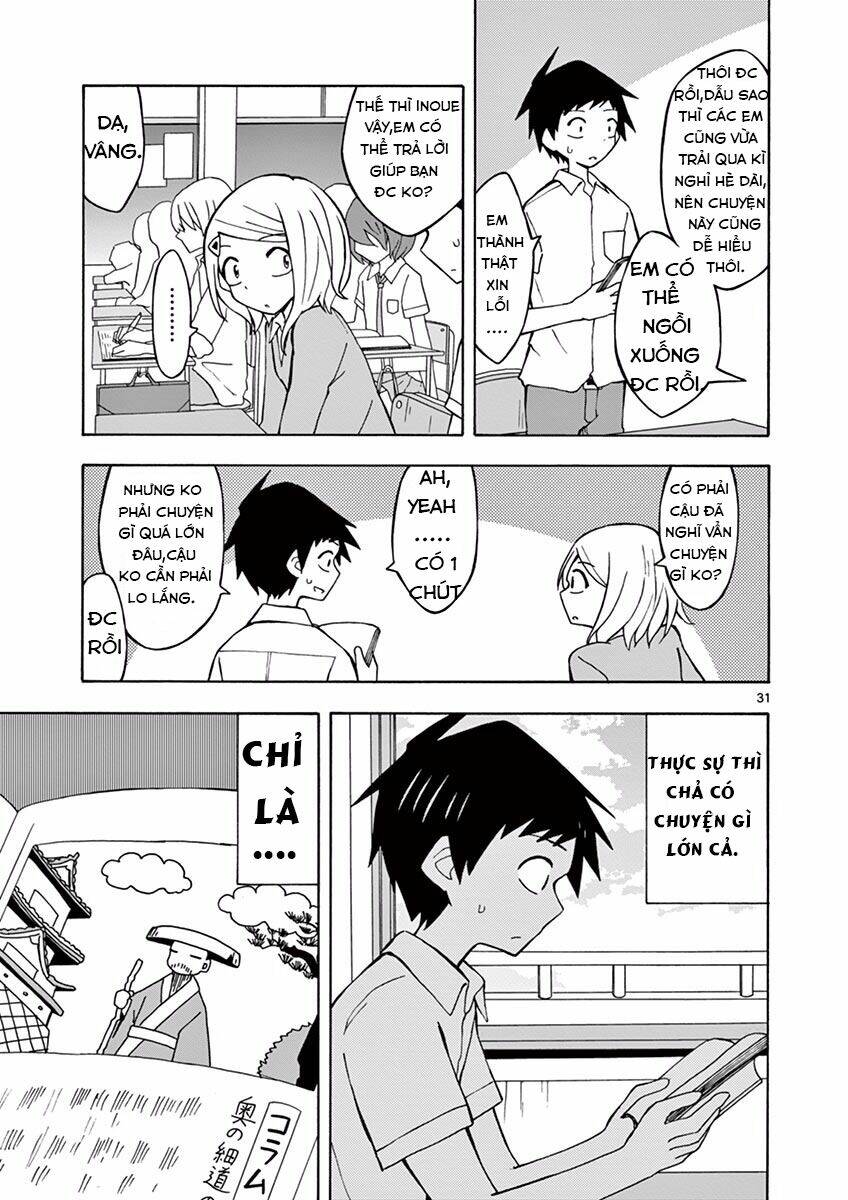 THÔI ĐC
RỒI,DẪU SAO
THÌ CÁC EM
CŨNG VỪA
TRẢI QUA KÌ
NGHỈ HÈ DÀI,
NÊN CHUYỆN
NÀY CŨNG
DỄ HIỂU
THÔI.
EM CÓ
THỂ
NGỒI
XUỐNG
ĐC RỒI.
EM
THÀNH
THẬT
XIN
LỖI
....
THẾ THÌ INOUE
VẬY,EM CÓ
THỂ TRẢ LỜI
GIÚP BẠN
ĐC KO?
DẠ,
VÂNG.
......
CÓ PHẢI
CẬU ĐÃ
NGHĨ VẨN
CHUYỆN
GÌ KO?
AH,
YEAH
.....
CÓ 1
CHÚT
NHƯNG KO
PHẢI CHUYỆN
GÌ QUÁ LỚN
ĐÂU,CẬU
KO CẦN PHẢI
LO LẮNG.
ĐC
RỒI
31
THỰC SỰ THÌ
CHẢ CÓ
CHUYỆN GÌ
LỚN CẢ.
CHỈ
LÀ
....
コラム
奥の細道の